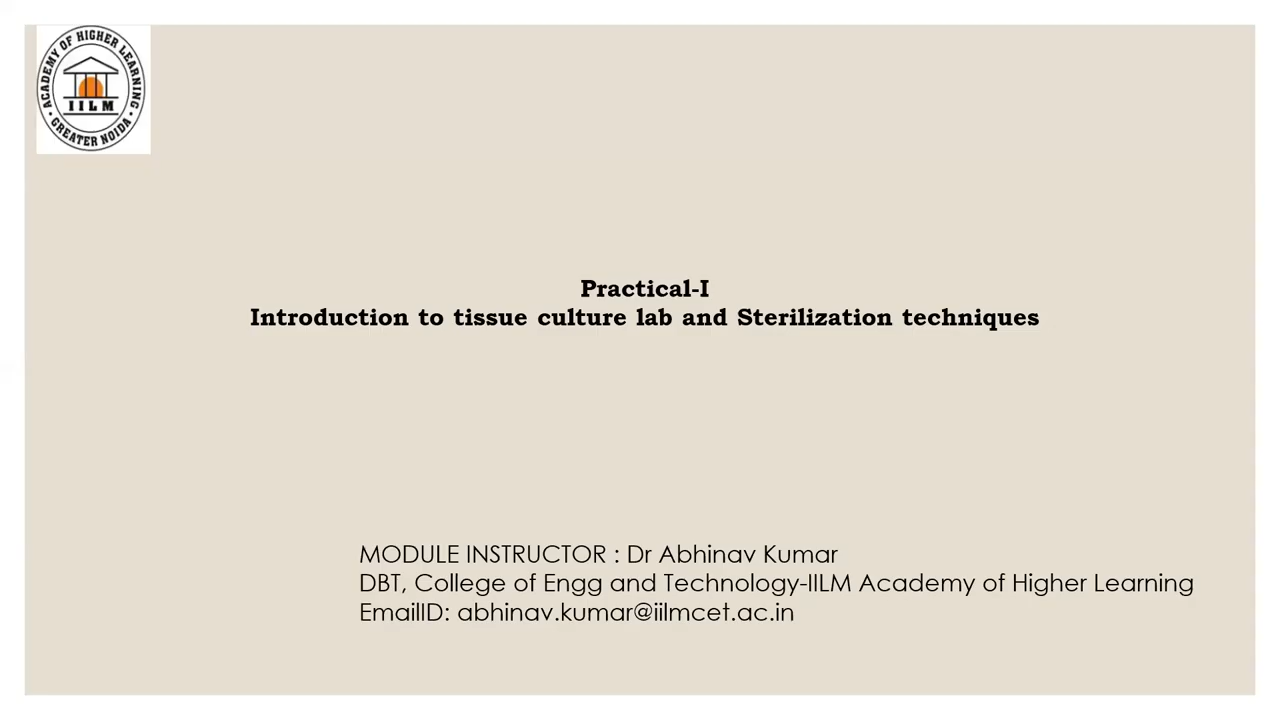 ACADEMY OF HIGHER LEARNING
IILM
GREATER NOIDA
Practical-I
Introduction to tissue culture lab and Sterilization techniques
MODULE INSTRUCTOR : Dr Abhinav Kumar
DBT, College of Engg and Technology-IILM Academy of Higher Learning
EmailID: abhinav.kumar@iilmcet.ac.in